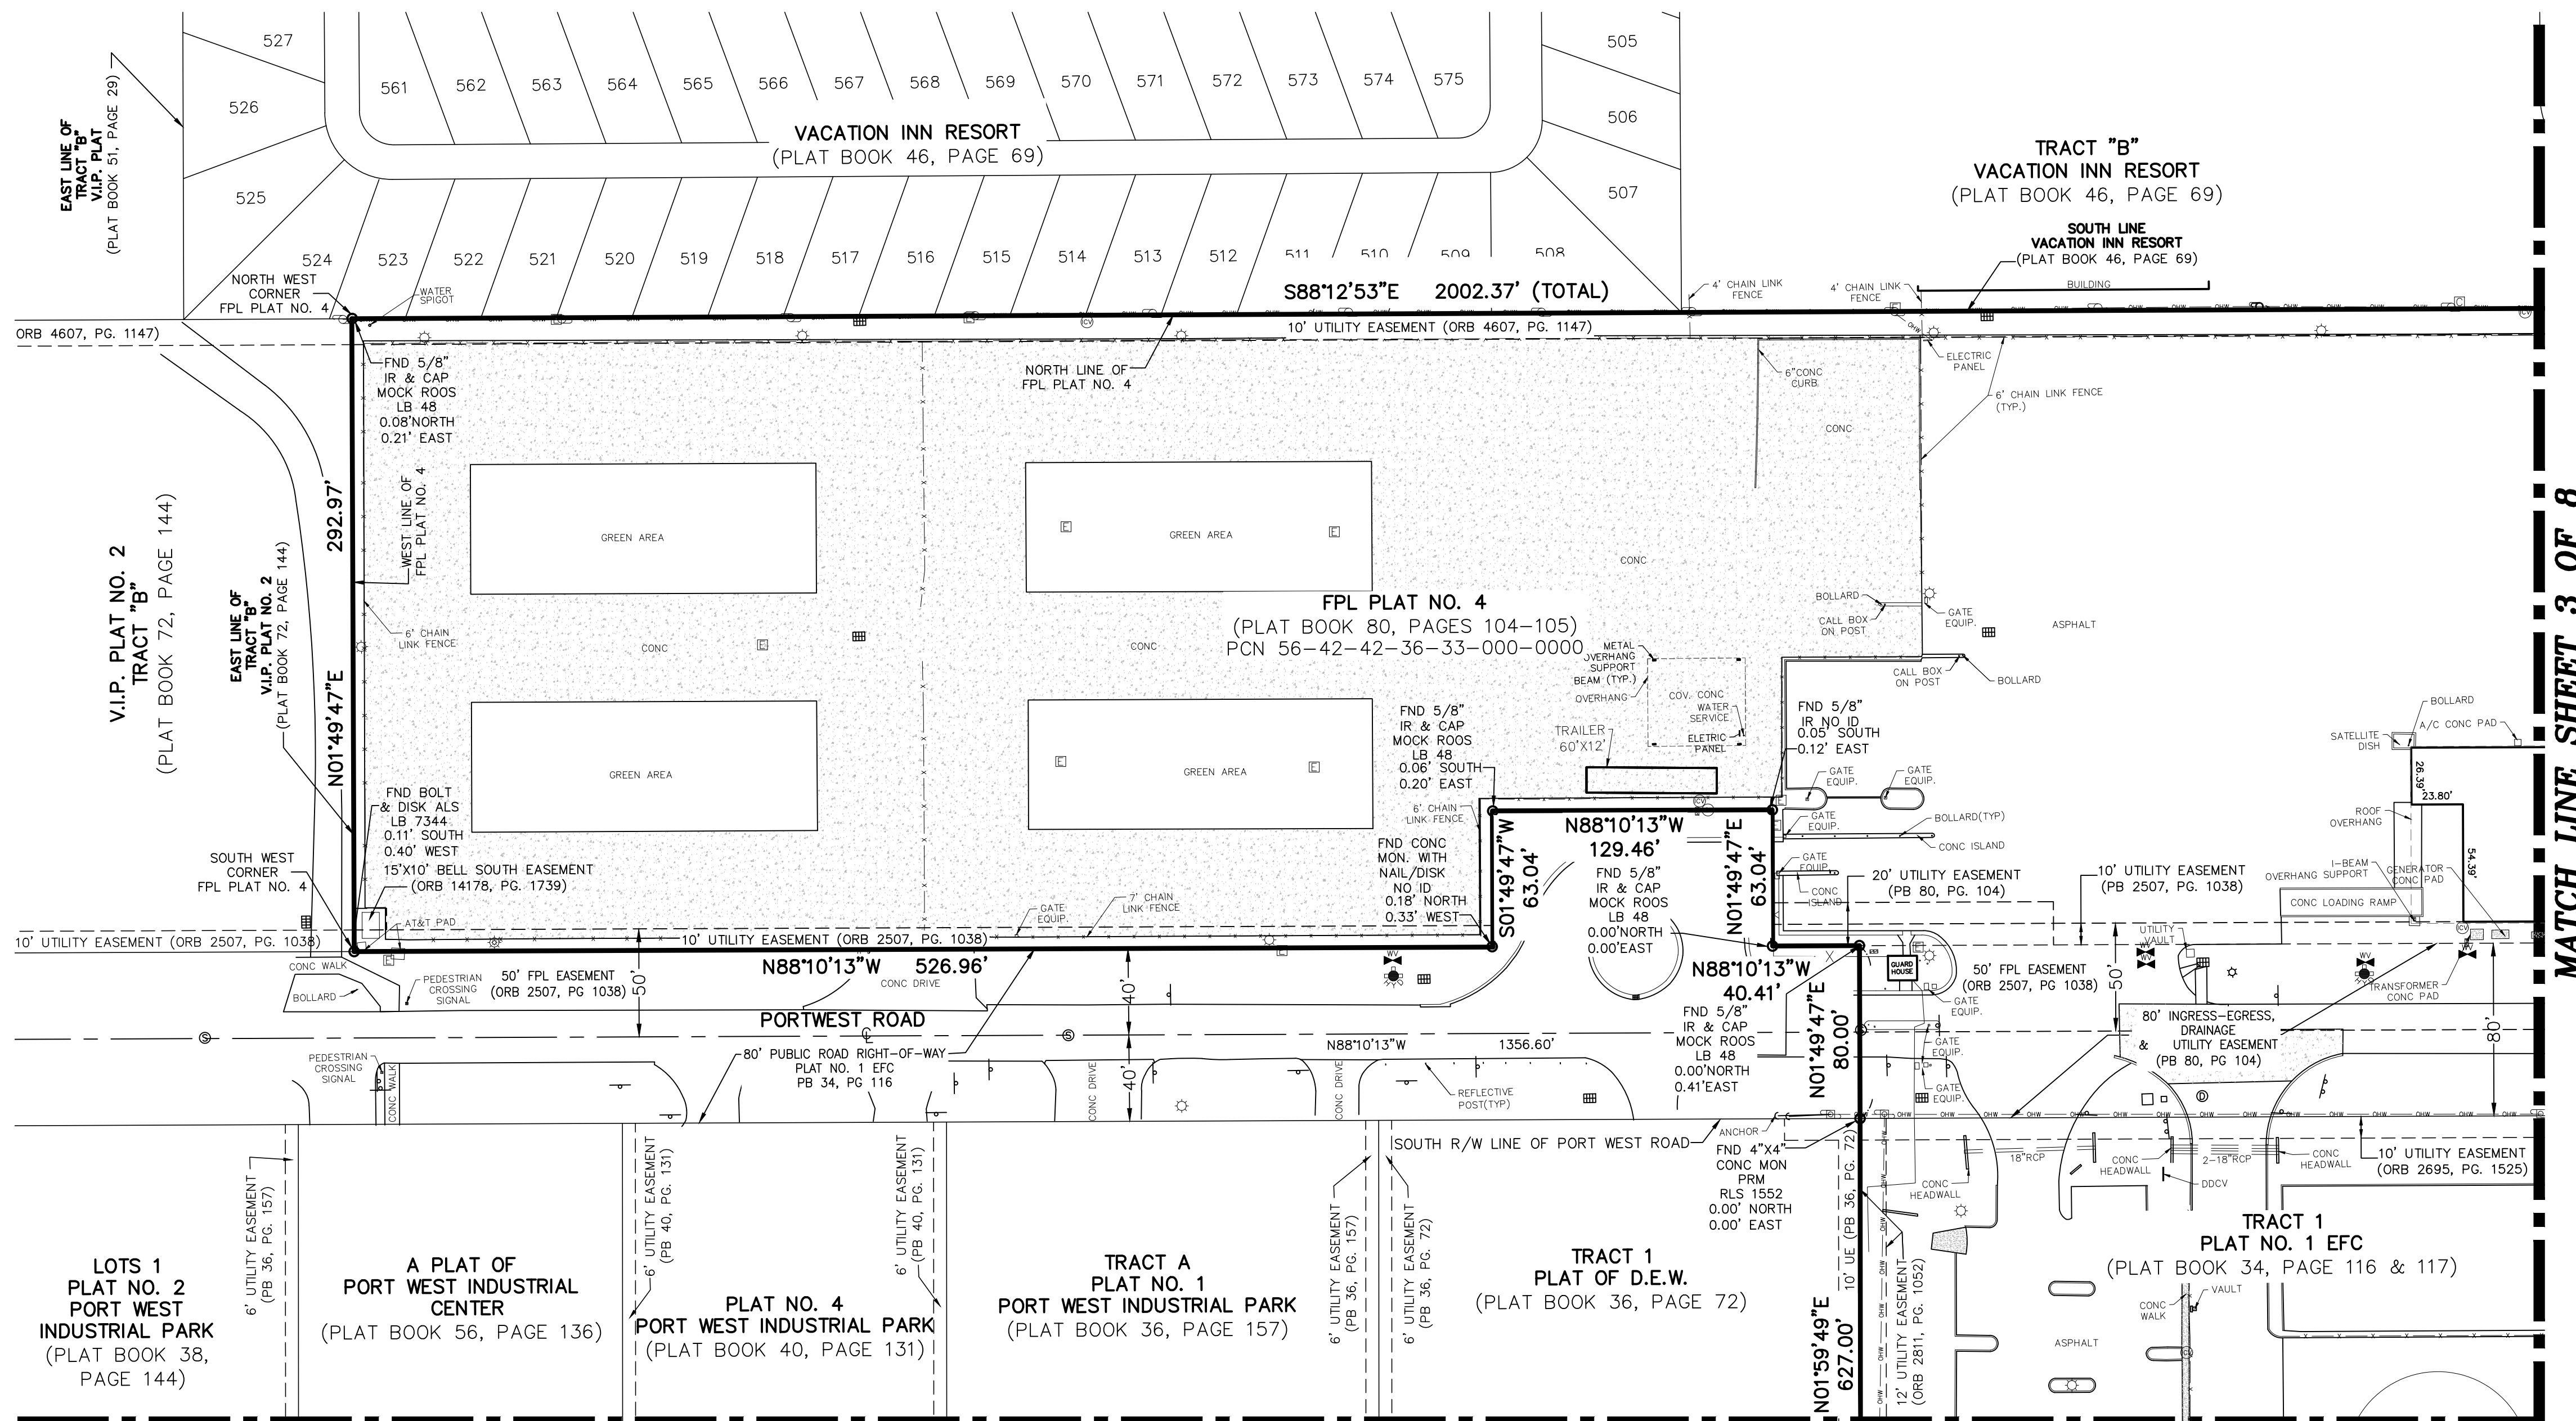 527
526
525
524
561
562
563
564
565
566
567
568
569
570
571
572
573
574
575
505
506
507
508
523
522
521
520
519
518
517
516
515
514
513
512
511
510
509
EAST LINE OF
TRACT "B"
V.I.P. PLAT
(PLAT BOOK 51, PAGE 29)
VACATION INN RESORT
(PLAT BOOK 46, PAGE 69)
TRACT "B"
VACATION INN RESORT
(PLAT BOOK 46, PAGE 69)
SOUTH LINE
VACATION INN RESORT
(PLAT BOOK 46, PAGE 69)
NORTH WEST
CORNER
FPL PLAT NO. 4
WATER
SPIGOT
S88°12'53"E 2002.37' (TOTAL)
4' CHAIN LINK
FENCE
4' CHAIN LINK
FENCE
BUILDING
ORB 4607, PG. 1147)
10' UTILITY EASEMENT (ORB 4607, PG. 1147)
FND 5/8"
IR & CAP
MOCK ROOS
LB 48
0.08'NORTH
0.21' EAST
NORTH LINE OF
FPL PLAT NO. 4
6"CONC
CURB
ELECTRIC
PANEL
6' CHAIN LINK FENCE
(TYP.)
CONC
292.97'
N01°49'47"E
WEST LINE OF
FPL PLAT NO. 4
V.I.P. PLAT NO. 2
TRACT "B"
(PLAT BOOK 72, PAGE 144)
EAST LINE OF
TRACT "B"
V.I.P. PLAT NO. 2
(PLAT BOOK 72, PAGE 144)
GREEN AREA
E
GREEN AREA
E
CONC
6' CHAIN
LINK FENCE
CONC
E
CONC
FPL PLAT NO. 4
(PLAT BOOK 80, PAGES 104-105)
PCN 56-42-42-36-33-000-0000
METAL
OVERHANG
SUPPORT
BEAM (TYP.)
OVERHANG
COV. CONC
WATER
SERVICE
ELETRIC
PANEL
BOLLARD
CALL BOX
ON POST
GATE
EQUIP.
ASPHALT
CALL BOX
ON POST
BOLLARD
GREEN AREA
E
GREEN AREA
E
TRAILER
60'X12'
FND 5/8"
IR & CAP
MOCK ROOS
LB 48
0.06' SOUTH
0.20' EAST
FND 5/8"
IR NO ID
0.05' SOUTH
0.12' EAST
GATE
EQUIP.
GATE
EQUIP.
BOLLARD
A/C CONC PAD
SATELLITE
DISH
26.39'
23.80'
54.39'
ROOF
OVERHANG
FND BOLT
& DISK ALS
LB 7344
0.11' SOUTH
0.40' WEST
6' CHAIN
LINK FENCE
SOUTH WEST
CORNER
FPL PLAT NO. 4
15'X10' BELL SOUTH EASEMENT
(ORB 14178, PG. 1739)
FND CONC
MON. WITH
NAIL/DISK
NO ID
0.18' NORTH
0.33' WEST
S01°49'47"W
63.04'
N88°10'13"W
129.46'
N01°49'47"E
63.04'
FND 5/8"
IR & CAP
MOCK ROOS
LB 48
0.00'NORTH
0.00'EAST
GATE
EQUIP.
BOLLARD(TYP)
CONC ISLAND
GATE
EQUIP.
CONC
ISLAND
20' UTILITY EASEMENT
(PB 80, PG. 104)
10' UTILITY EASEMENT
(PB 2507, PG. 1038)
I-BEAM
OVERHANG SUPPORT
GENERATOR
CONC PAD
CONC LOADING RAMP
AT&T PAD
GATE
EQUIP.
7' CHAIN
LINK FENCE
10' UTILITY EASEMENT (ORB 2507, PG. 1038)
10' UTILITY EASEMENT (ORB 2507, PG. 1038)
CONC WALK
BOLLARD
PEDESTRIAN
CROSSING
SIGNAL
50' FPL EASEMENT
(ORB 2507, PG 1038)
50'
N88°10'13"W 526.96'
CONC DRIVE
40'
WV
N88°10'13"W
40.41'
GUARD
HOUSE
50' FPL EASEMENT
(ORB 2507, PG 1038)
UTILITY
VAULT
WV
WV
WV
TRANSFORMER
CONC PAD
50'
80'
GATE
EQUIP.
PORTWEST ROAD
S
S
N88°10'13"W 1356.60'
FND 5/8"
IR & CAP
MOCK ROOS
LB 48
0.00'NORTH
0.41'EAST
N01°49'47"E
80.00'
GATE
EQUIP.
GATE
EQUIP.
80' INGRESS-EGRESS,
DRAINAGE
& UTILITY EASEMENT
(PB 80, PG 104)
PEDESTRIAN
CROSSING
SIGNAL
CONC WALK
80' PUBLIC ROAD RIGHT-OF-WAY
PLAT NO. 1 EFC
PB 34, PG 116
CONC DRIVE
40'
CONC DRIVE
REFLECTIVE
POST(TYP)
D
SOUTH R/W LINE OF PORT WEST ROAD
ANCHOR
FND 4"X4"
CONC MON
PRM
RLS 1552
0.00' NORTH
0.00' EAST
OHW
18"RCP
CONC
HEADWALL
CONC
HEADWALL
2-18"RCP
CONC
HEADWALL
DDCV
10' UTILITY EASEMENT
(ORB 2695, PG. 1525)
6' UTILITY EASEMENT
(PB 36, PG. 157)
6' UTILITY EASEMENT
(PB 40, PG. 131)
6' UTILITY EASEMENT
(PB 40, PG. 131)
6' UTILITY EASEMENT
(PB 36, PG. 157)
6' UTILITY EASEMENT
(PB 36, PG. 72)
10' UE (PB 36, PG. 72)
12' UTILITY EASEMENT
(ORB 2811, PG. 1052)
N01°59'49"E
627.00'
LOTS 1
PLAT NO. 2
PORT WEST
INDUSTRIAL PARK
(PLAT BOOK 38,
PAGE 144)
A PLAT OF
PORT WEST INDUSTRIAL
CENTER
(PLAT BOOK 56, PAGE 136)
PLAT NO. 4
PORT WEST INDUSTRIAL PARK
(PLAT BOOK 40, PAGE 131)
TRACT A
PLAT NO. 1
PORT WEST INDUSTRIAL PARK
(PLAT BOOK 36, PAGE 157)
TRACT 1
PLAT OF D.E.W.
(PLAT BOOK 36, PAGE 72)
TRACT 1
PLAT NO. 1 EFC
(PLAT BOOK 34, PAGE 116 & 117)
CONC
WALK
VAULT
ASPHALT
MATCH LINE SHEET 3 OF 8